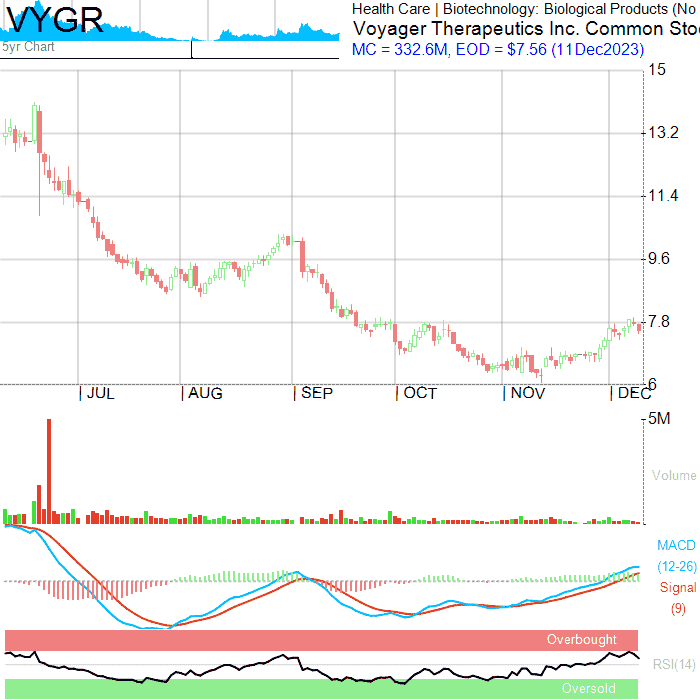 VYGR
5yr Chart
Health Care | Biotechnology: Biological Products (No
Voyager Therapeutics Inc. Common Sto
MC = 332.6M, EOD = $7.56 (11Dec2023)
15
13.2
11.4
9.6
7.8
6
JUL
AUG
SEP
OCT
NOV
DEC
5M
Volume
MACD
(12-26)
Signal
(9)
Overbought
RSI(14)
Oversold